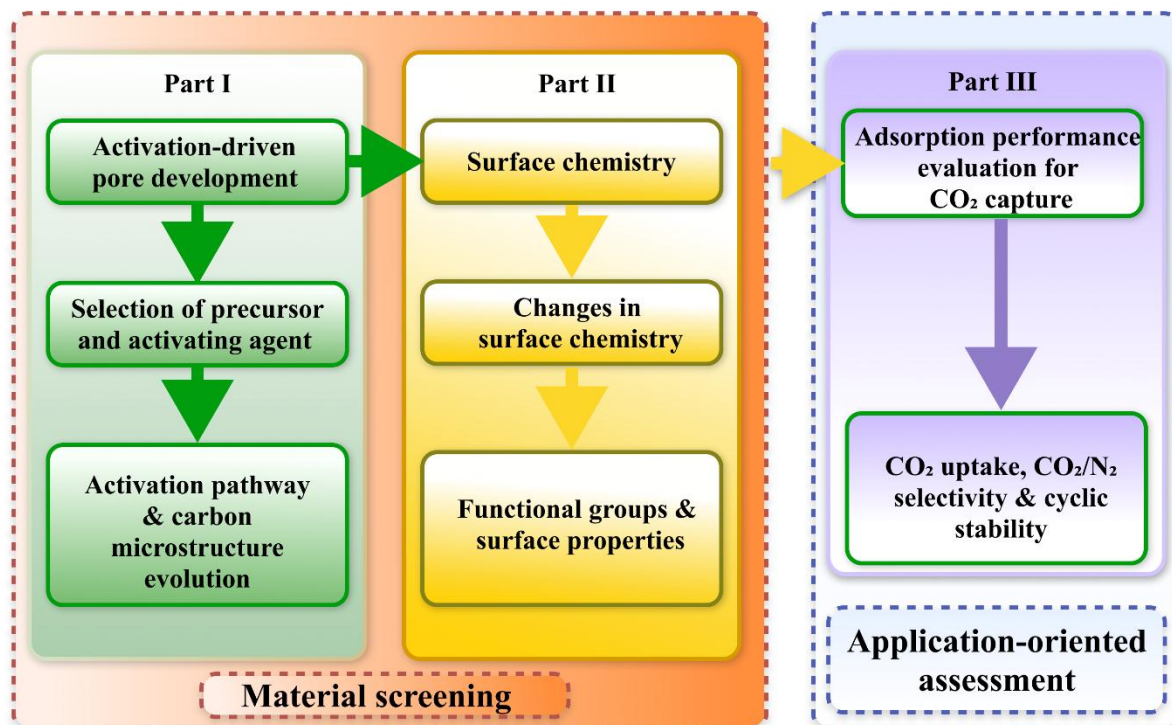 Part I
Activation-driven
pore development
Selection of precursor
and activating agent
Activation pathway
& carbon
microstructure
evolution
Part II
Surface chemistry
Changes in
surface chemistry
Functional groups &
surface properties
Material screening
Part III
Adsorption performance
evaluation for
CO₂ capture
CO₂ uptake, CO₂/N₂
selectivity & cyclic
stability
Application-oriented
assessment